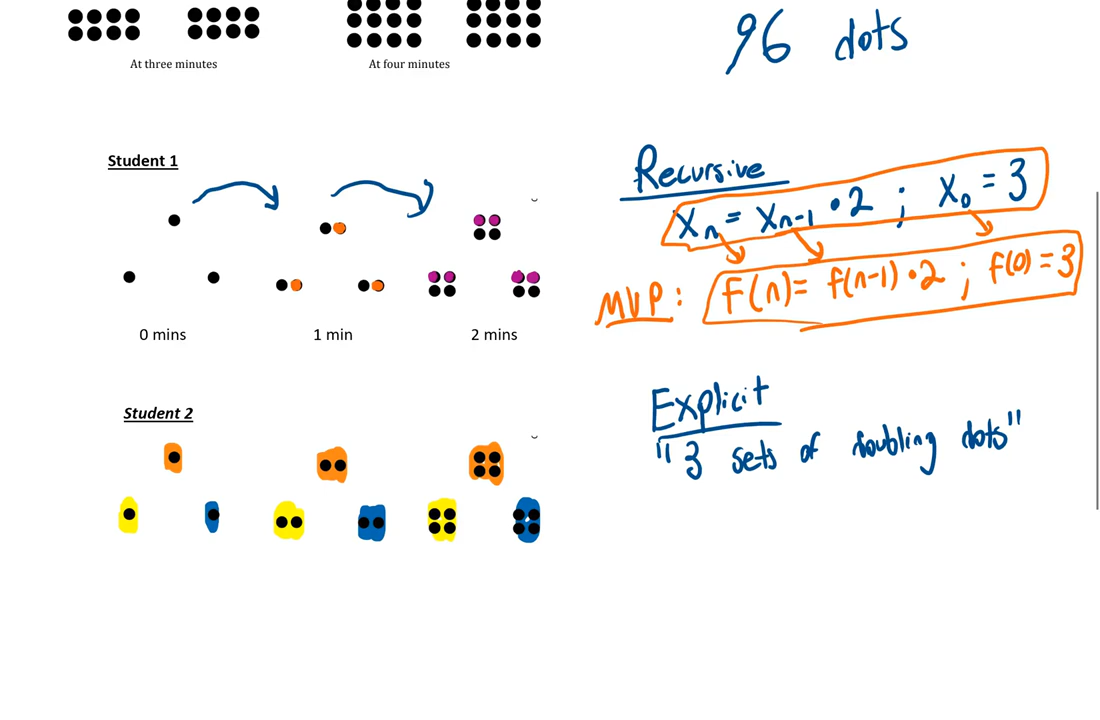 At three minutes
At four minutes
96 dots
Student 1
0 mins
1 min
2 mins
Recursive
Xn = Xn-1 • 2 ; X0 = 3
MVP: f(n) = f(n-1) • 2 ; f(0) = 3
Student 2
Explicit
"3 sets of doubling dots"